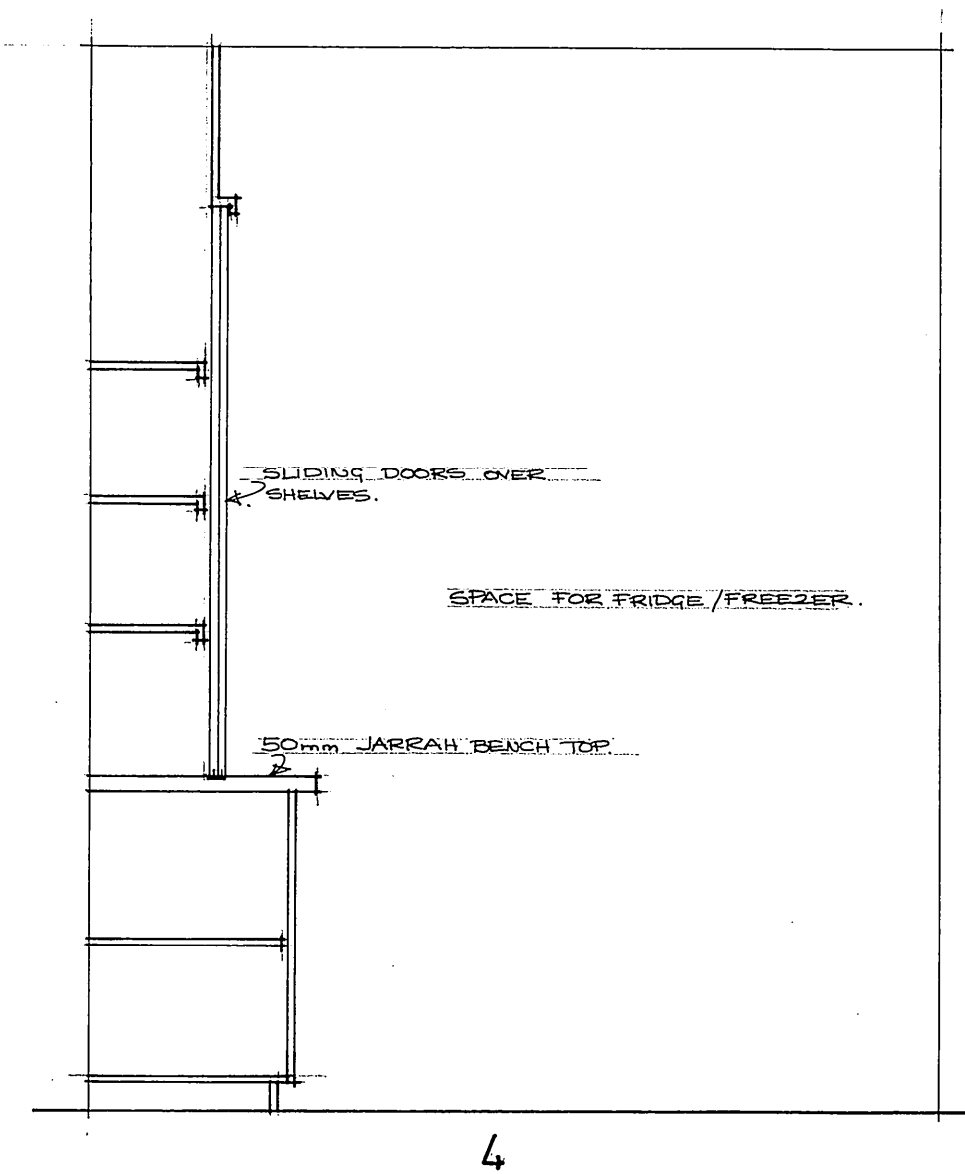 SLIDING DOORS OVER
SHELVES.
SPACE FOR FRIDGE/FREEZER.
50mm JARRAH BENCH TOP.
4